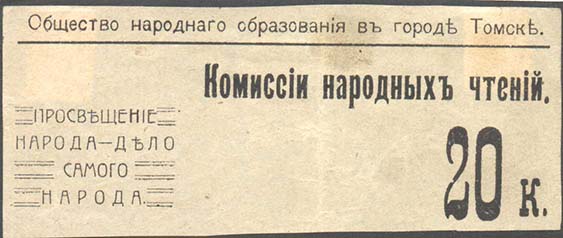 Общество народнаго образованія въ городѣ Томскѣ.
Комиссіи народныхъ чтеній.
ПРОСВѢЩЕНІЕ
НАРОДА—ДѢЛО
САМОГО
НАРОДА.
20 к.